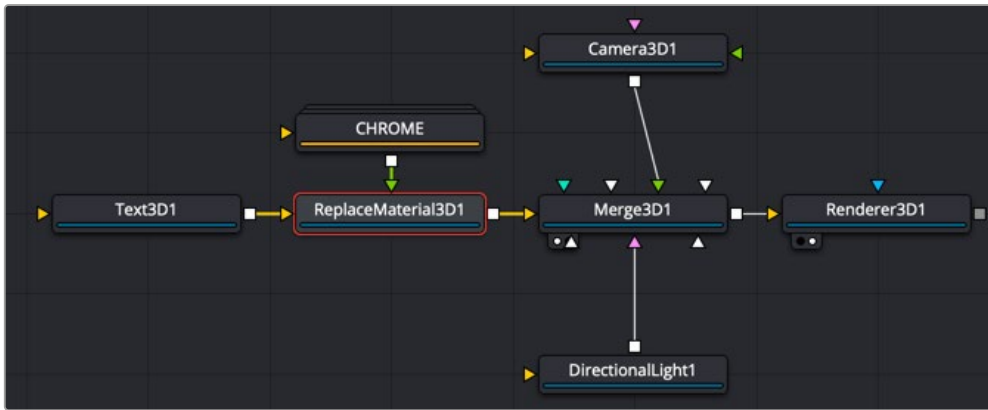 Camera3D1
CHROME
Text3D1
ReplaceMaterial3D1
Merge3D1
Renderer3D1
DirectionalLight1